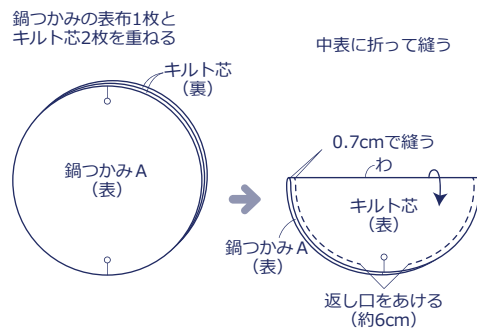 鍋つかみの表布1枚と
キルト芯2枚を重ねる
キルト芯
（裏）
鍋つかみA
（表）
中表に折って縫う
0.7cmで縫う
わ
キルト芯
（表）
鍋つかみA
（表）
返し口をあける
（約6cm）